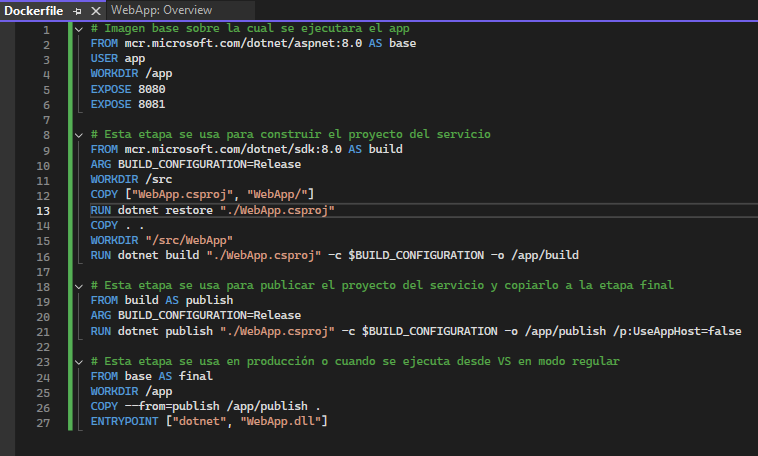 Dockerfile WebApp: Overview
1 # Imagen base sobre la cual se ejecutara el app
2 FROM mcr.microsoft.com/dotnet/aspnet:8.0 AS base
3 USER app
4 WORKDIR /app
5 EXPOSE 8080
6 EXPOSE 8081
7
8 # Esta etapa se usa para construir el proyecto del servicio
9 FROM mcr.microsoft.com/dotnet/sdk:8.0 AS build
10 ARG BUILD_CONFIGURATION=Release
11 WORKDIR /src
12 COPY ["WebApp.csproj", "WebApp/"]
13 RUN dotnet restore "./WebApp.csproj"
14 COPY . .
15 WORKDIR "/src/WebApp"
16 RUN dotnet build "./WebApp.csproj" -c $BUILD_CONFIGURATION -o /app/build
17
18 # Esta etapa se usa para publicar el proyecto del servicio y copiarlo a la etapa final
19 FROM build AS publish
20 ARG BUILD_CONFIGURATION=Release
21 RUN dotnet publish "./WebApp.csproj" -c $BUILD_CONFIGURATION -o /app/publish /p:UseAppHost=false
22
23 # Esta etapa se usa en producción o cuando se ejecuta desde VS en modo regular
24 FROM base AS final
25 WORKDIR /app
26 COPY --from=publish /app/publish .
27 ENTRYPOINT ["dotnet", "WebApp.dll"]